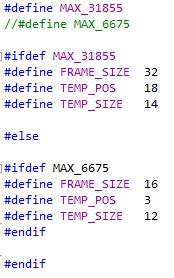 #define MAX_31855
//#define MAX_6675
#ifdef MAX_31855
#define FRAME_SIZE 32
#define TEMP_POS 18
#define TEMP_SIZE 14
#else
#ifdef MAX_6675
#define FRAME_SIZE 16
#define TEMP_POS 3
#define TEMP_SIZE 12
#endif
#endif